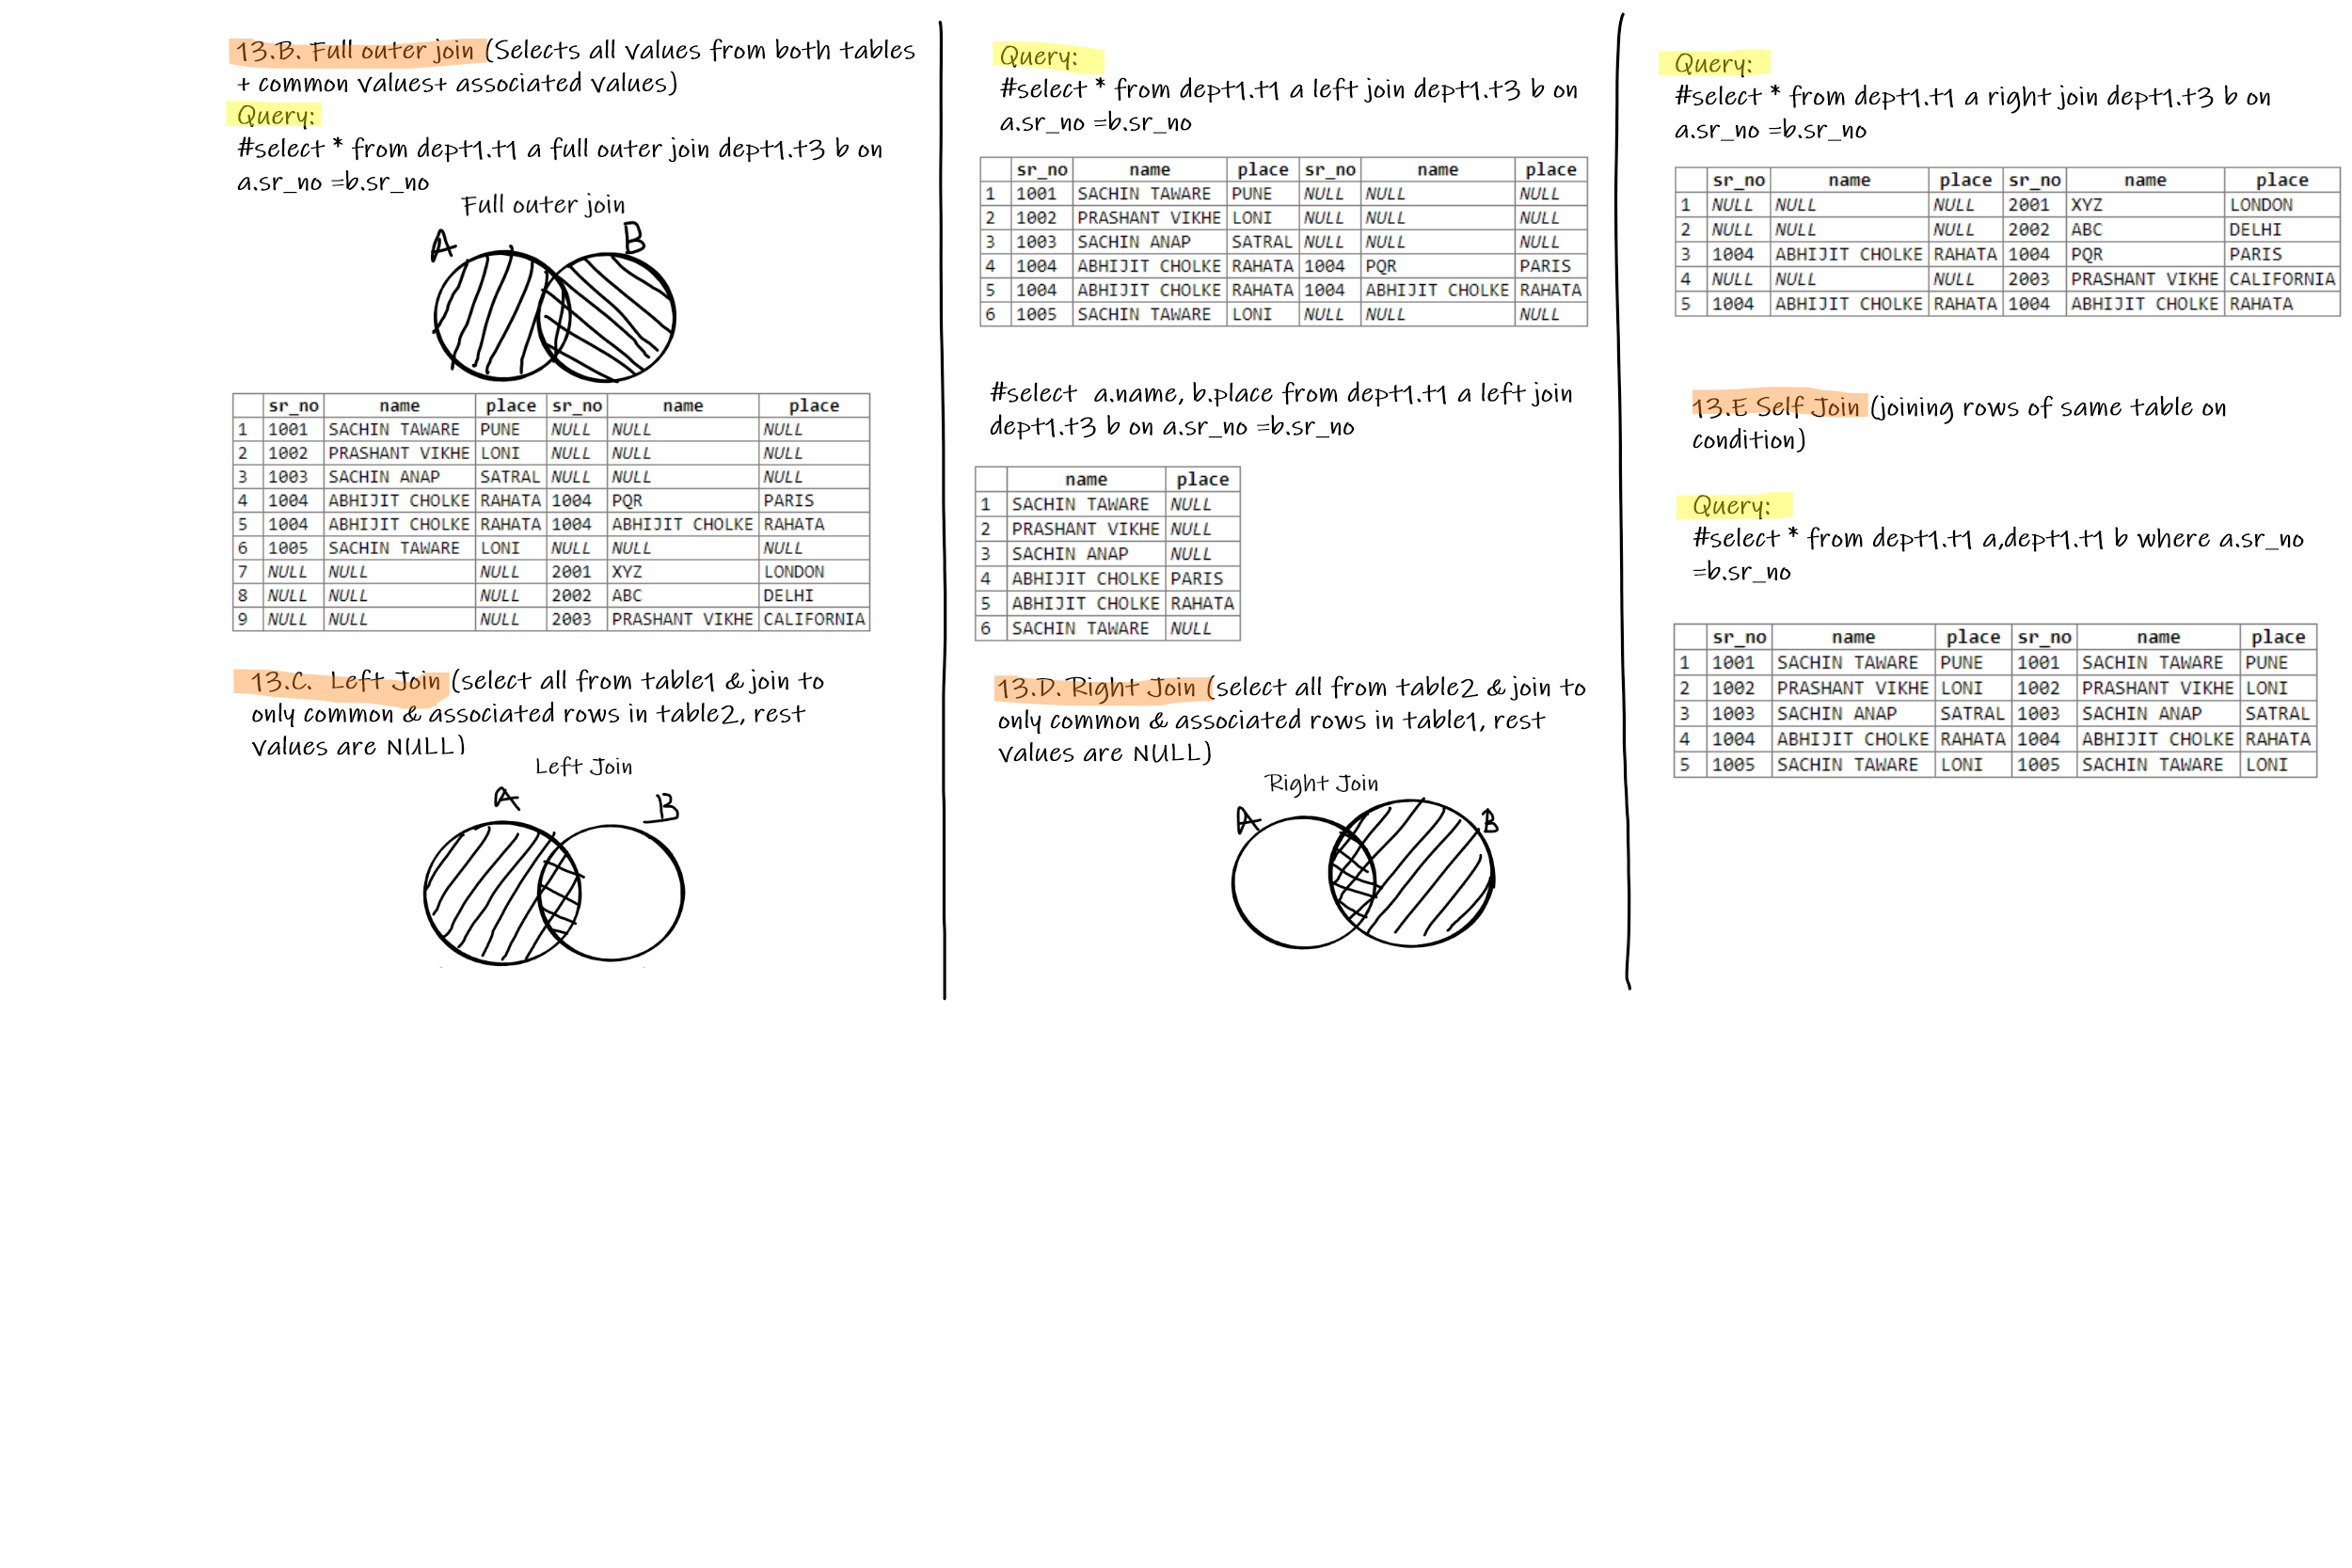 13.B. Full outer join (Selects all values from both tables
+ common values+ associated values)
Query:
#select * from dept1.t1 a full outer join dept1.t3 b on
a.sr_no =b.sr_no
Full outer join
A B
sr_no name place sr_no name place
1 1001 SACHIN TAWARE PUNE NULL NULL NULL
2 1002 PRASHANT VIKHE LONI NULL NULL NULL
3 1003 SACHIN ANAP SATRAL NULL NULL NULL
4 1004 ABHIJIT CHOLKE RAHATA 1004 PQR PARIS
5 1004 ABHIJIT CHOLKE RAHATA 1004 ABHIJIT CHOLKE RAHATA
6 1005 SACHIN TAWARE LONI NULL NULL NULL
7 NULL NULL NULL 2001 XYZ LONDON
8 NULL NULL NULL 2002 ABC DELHI
9 NULL NULL NULL 2003 PRASHANT VIKHE CALIFORNIA
13.C. Left Join (select all from table1 & join to
only common & associated rows in table2, rest
values are NULL)
Left Join
A B
Query:
#select * from dept1.t1 a left join dept1.t3 b on
a.sr_no =b.sr_no
sr_no name place sr_no name place
1 1001 SACHIN TAWARE PUNE NULL NULL NULL
2 1002 PRASHANT VIKHE LONI NULL NULL NULL
3 1003 SACHIN ANAP SATRAL NULL NULL NULL
4 1004 ABHIJIT CHOLKE RAHATA 1004 PQR PARIS
5 1004 ABHIJIT CHOLKE RAHATA 1004 ABHIJIT CHOLKE RAHATA
6 1005 SACHIN TAWARE LONI NULL NULL NULL
#select a.name, b.place from dept1.t1 a left join
dept1.t3 b on a.sr_no =b.sr_no
name place
1 SACHIN TAWARE NULL
2 PRASHANT VIKHE NULL
3 SACHIN ANAP NULL
4 ABHIJIT CHOLKE PARIS
5 ABHIJIT CHOLKE RAHATA
6 SACHIN TAWARE NULL
13.D. Right Join (select all from table2 & join to
only common & associated rows in table1, rest
values are NULL)
Right Join
A B
Query:
#select * from dept1.t1 a right join dept1.t3 b on
a.sr_no =b.sr_no
sr_no name place sr_no name place
1 NULL NULL NULL 2001 XYZ LONDON
2 NULL NULL NULL 2002 ABC DELHI
3 1004 ABHIJIT CHOLKE RAHATA 1004 PQR PARIS
4 NULL NULL NULL 2003 PRASHANT VIKHE CALIFORNIA
5 1004 ABHIJIT CHOLKE RAHATA 1004 ABHIJIT CHOLKE RAHATA
13.E Self Join (joining rows of same table on
condition)
Query:
#select * from dept1.t1 a,dept1.t1 b where a.sr_no
=b.sr_no
sr_no name place sr_no name place
1 1001 SACHIN TAWARE PUNE 1001 SACHIN TAWARE PUNE
2 1002 PRASHANT VIKHE LONI 1002 PRASHANT VIKHE LONI
3 1003 SACHIN ANAP SATRAL 1003 SACHIN ANAP SATRAL
4 1004 ABHIJIT CHOLKE RAHATA 1004 ABHIJIT CHOLKE RAHATA
5 1005 SACHIN TAWARE LONI 1005 SACHIN TAWARE LONI